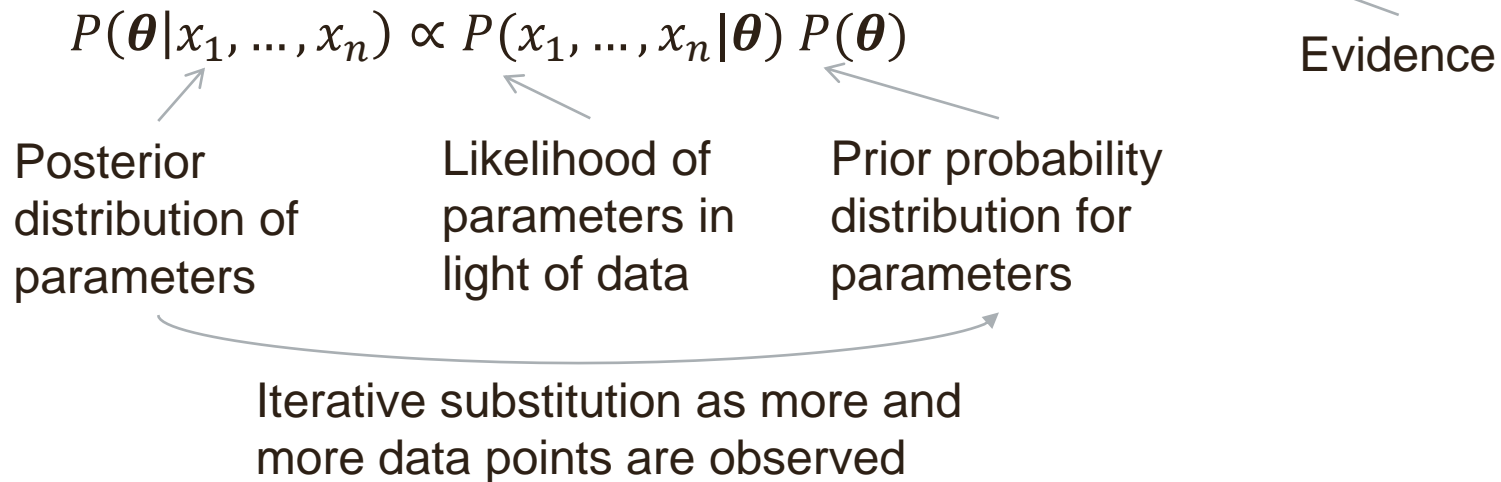 P(θ|x₁, … , xₙ) ∝ P(x₁, … , xₙ|θ) P(θ)
Evidence
Posterior
distribution of
parameters
Likelihood of
parameters in
light of data
Prior probability
distribution for
parameters
Iterative substitution as more and
more data points are observed